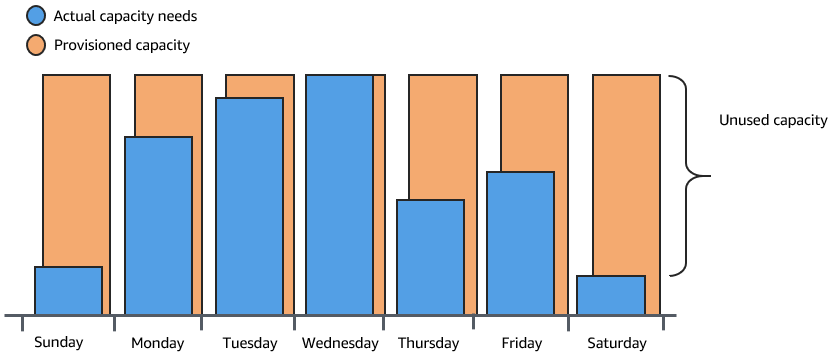 Actual capacity needs
Provisioned capacity
Unused capacity
Sunday Monday Tuesday Wednesday Thursday Friday Saturday